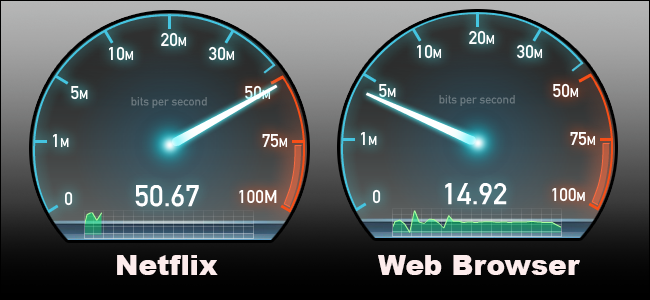 20M
10M
30M
5M
50M
bits per second
1M
75M
0
100M
50.67
Netflix
20M
10M
30M
5M
50M
bits per second
1M
75M
0
100M
14.92
Web Browser